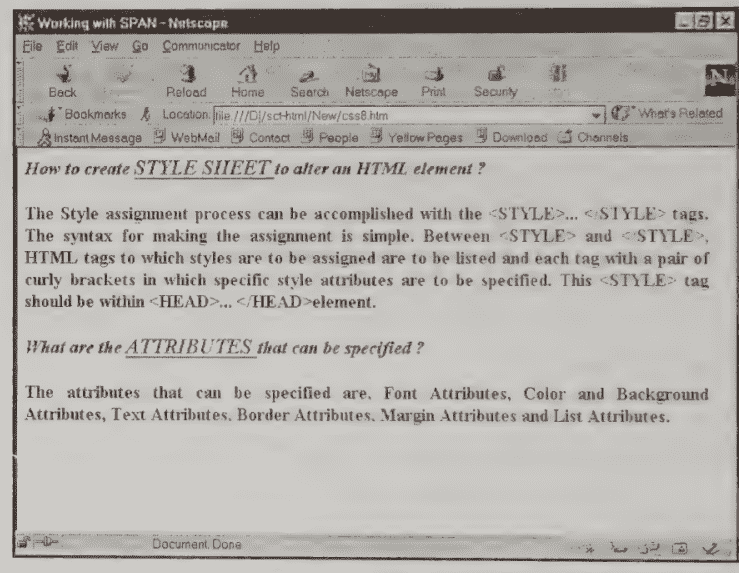 Working with SPAN - Netscape
File Edit View Go Communicator Help
Back Reload Home Search Netscape Print Security
Bookmarks Location: file:///D|/sct-html/New/css8.htm What's Related
Instant Message WebMail Contact People Yellow Pages Download Channels
How to create STYLE SHEET to alter an HTML element ?
The Style assignment process can be accomplished with the <STYLE>... </STYLE> tags.
The syntax for making the assignment is simple. Between <STYLE> and </STYLE>,
HTML tags to which styles are to be assigned are to be listed and each tag with a pair of
curly brackets in which specific style attributes are to be specified. This <STYLE> tag
should be within <HEAD>... </HEAD>element.
What are the ATTRIBUTES that can be specified ?
The attributes that can be specified are, Font Attributes, Color and Background
Attributes, Text Attributes, Border Attributes, Margin Attributes and List Attributes.
Document: Done